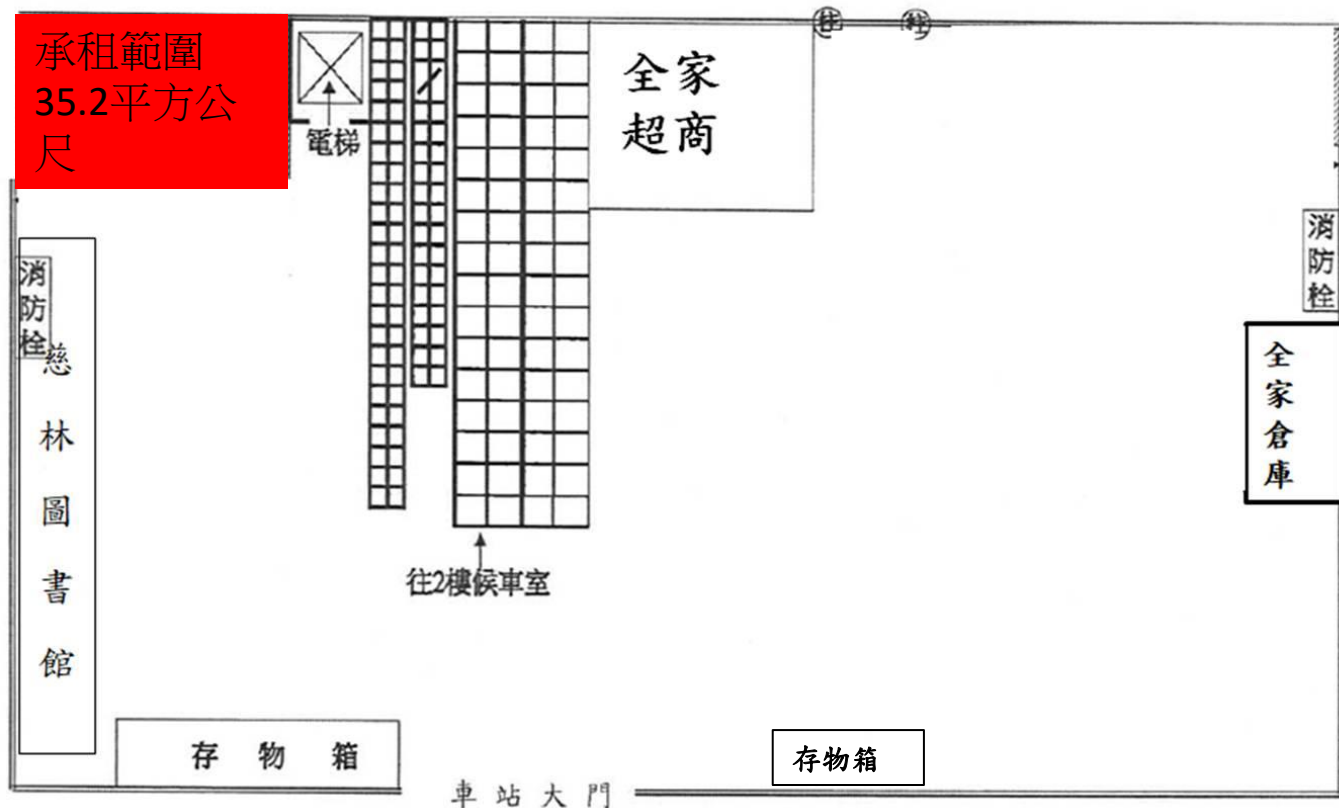 承租範圍
35.2平方公
尺
電梯
全家
超商
柱
柱
消防栓
消防栓
慈林圖書館
全家倉庫
往2樓候車室
存物箱
存物箱
車站大門